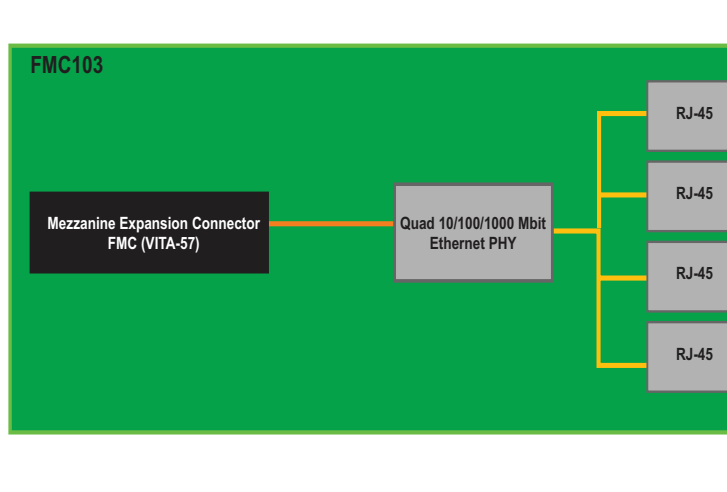 FMC103
Mezzanine Expansion Connector
FMC (VITA-57)
Quad 10/100/1000 Mbit
Ethernet PHY
RJ-45
RJ-45
RJ-45
RJ-45